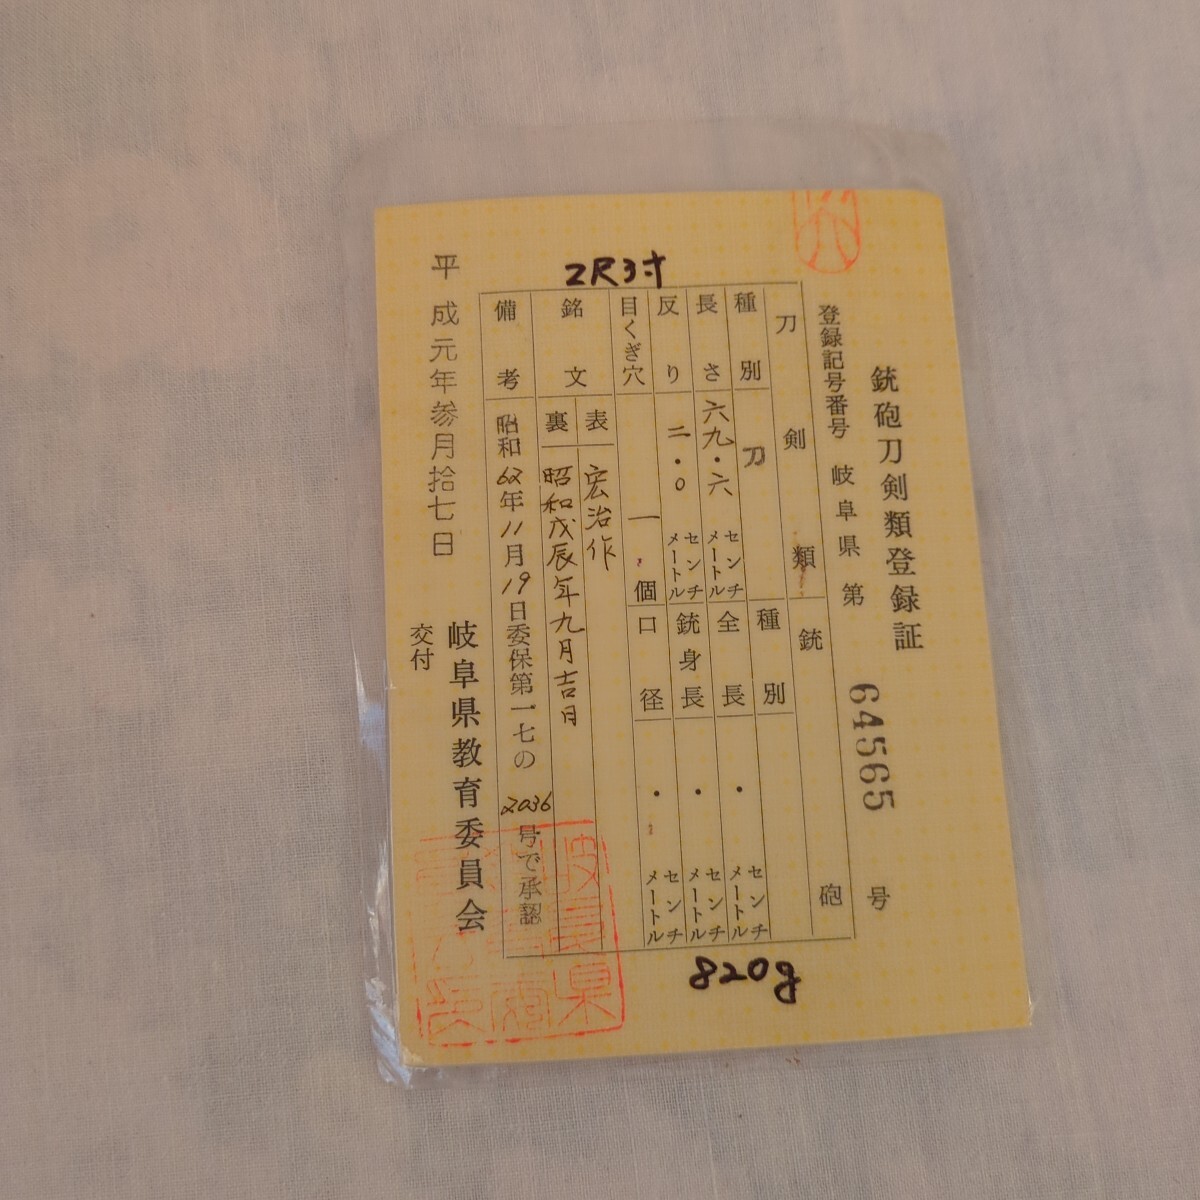 銃砲刀剣類登録証
登録記号番号 岐阜県 第 64565 号
刀剣類
種別 刀
長さ 六九・六 センチメートル
反り 二・〇 センチメートル
目くぎ穴 一 個
銘文
表 宏治作
裏 昭和戊辰年九月吉日
備考 昭和62年11月19日委保第一七の2036号で承認
銃砲
種別
全長 ・ センチメートル
銃身長 ・ センチメートル
口径 ・ センチメートル
平成元年参月拾七日
岐阜県教育委員会
交付
2尺3寸
820g